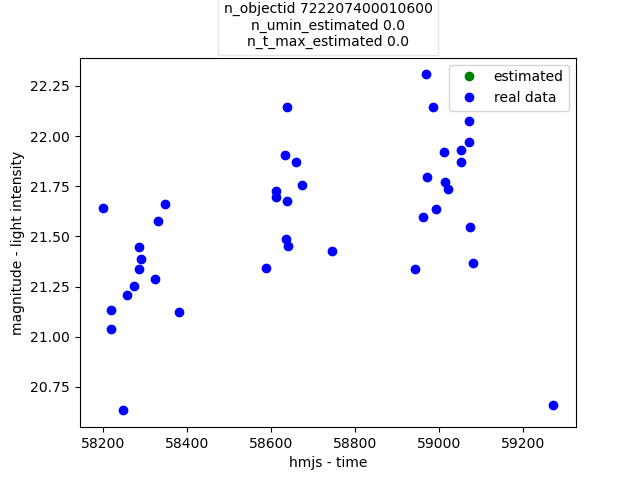 n_objectid 722207400010600
n_umin_estimated 0.0
n_t_max_estimated 0.0
estimated
real data
22.25
22.00
21.75
21.50
21.25
21.00
20.75
magnitude - light intensity
58200 58400 58600 58800 59000 59200
hmjs - time